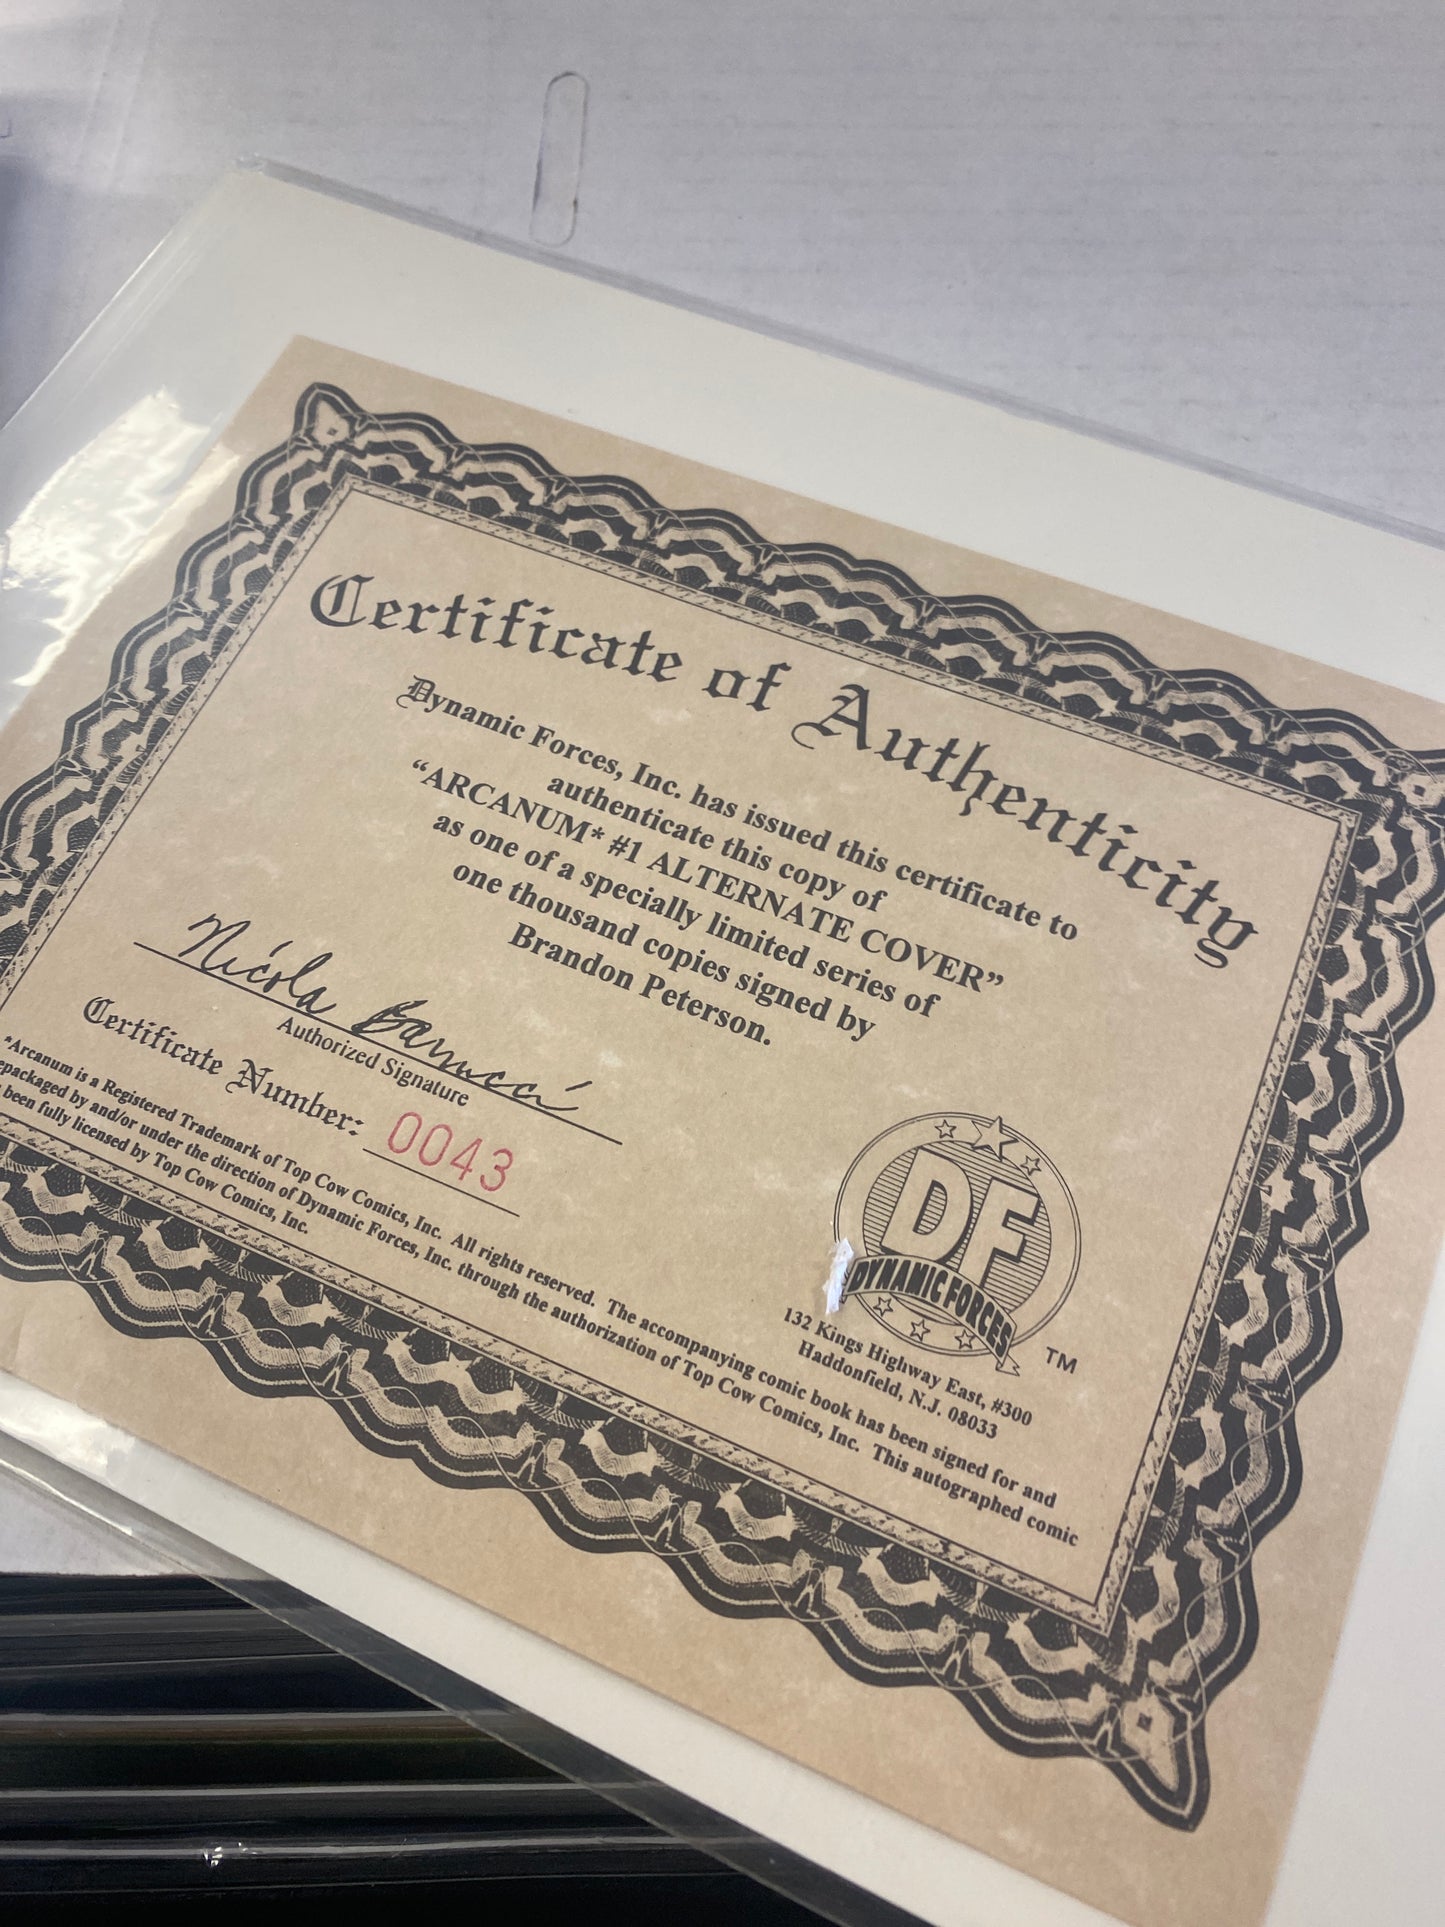 Certificate of Authenticity
Dynamic Forces, Inc. has issued this certificate to
authenticate this copy of
“ARCANUM* #1 ALTERNATE COVER”
as one of a specially limited series of
one thousand copies signed by
Brandon Peterson.
Nicola Barrucci
Authorized Signature
Certificate Number: 0043
DF
DYNAMIC FORCES
TM
132 Kings Highway East, #300
Haddonfield, N.J. 08033
*Arcanum is a Registered Trademark of Top Cow Comics, Inc. All rights reserved. The accompanying comic book has been signed for and
epackaged by and/or under the direction of Dynamic Forces, Inc. through the authorization of Top Cow Comics, Inc. This autographed comic
been fully licensed by Top Cow Comics, Inc.